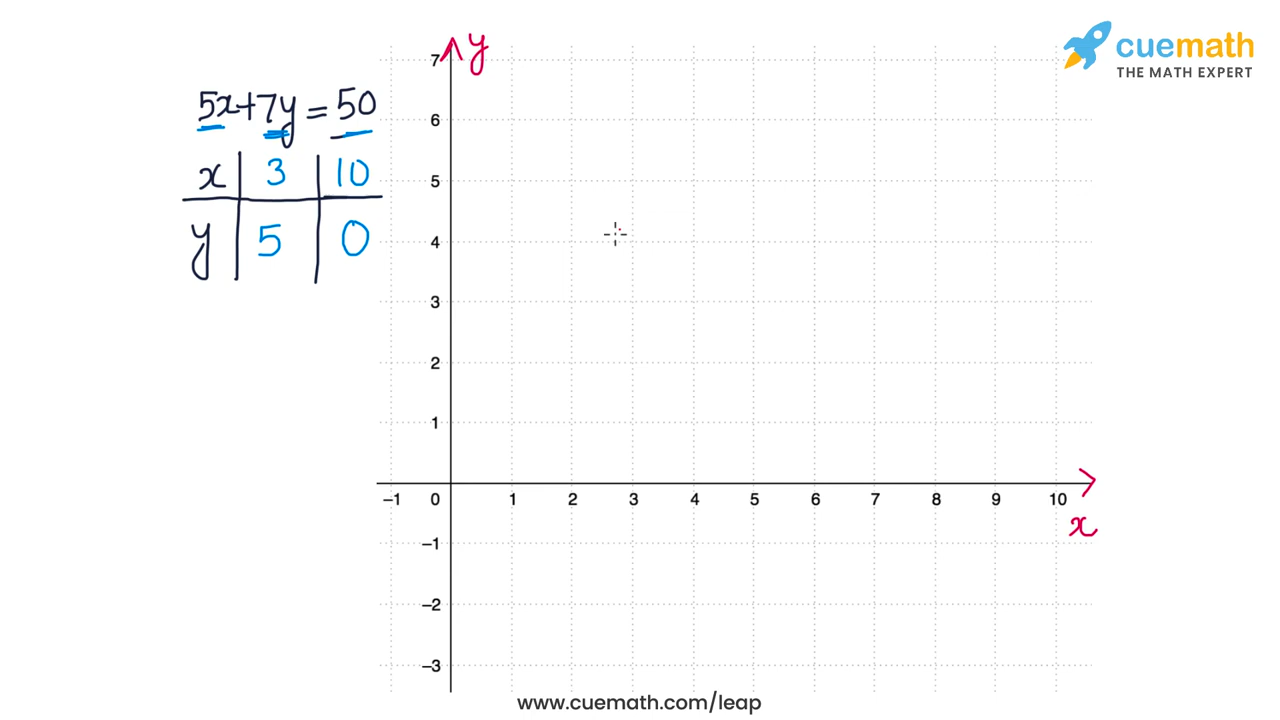 cuemath
THE MATH EXPERT
5x+7y=50
x 3 10
y 5 0
y
7
6
5
4
3
2
1
–1 0 1 2 3 4 5 6 7 8 9 10
x
–1
–2
–3
www.cuemath.com/leap